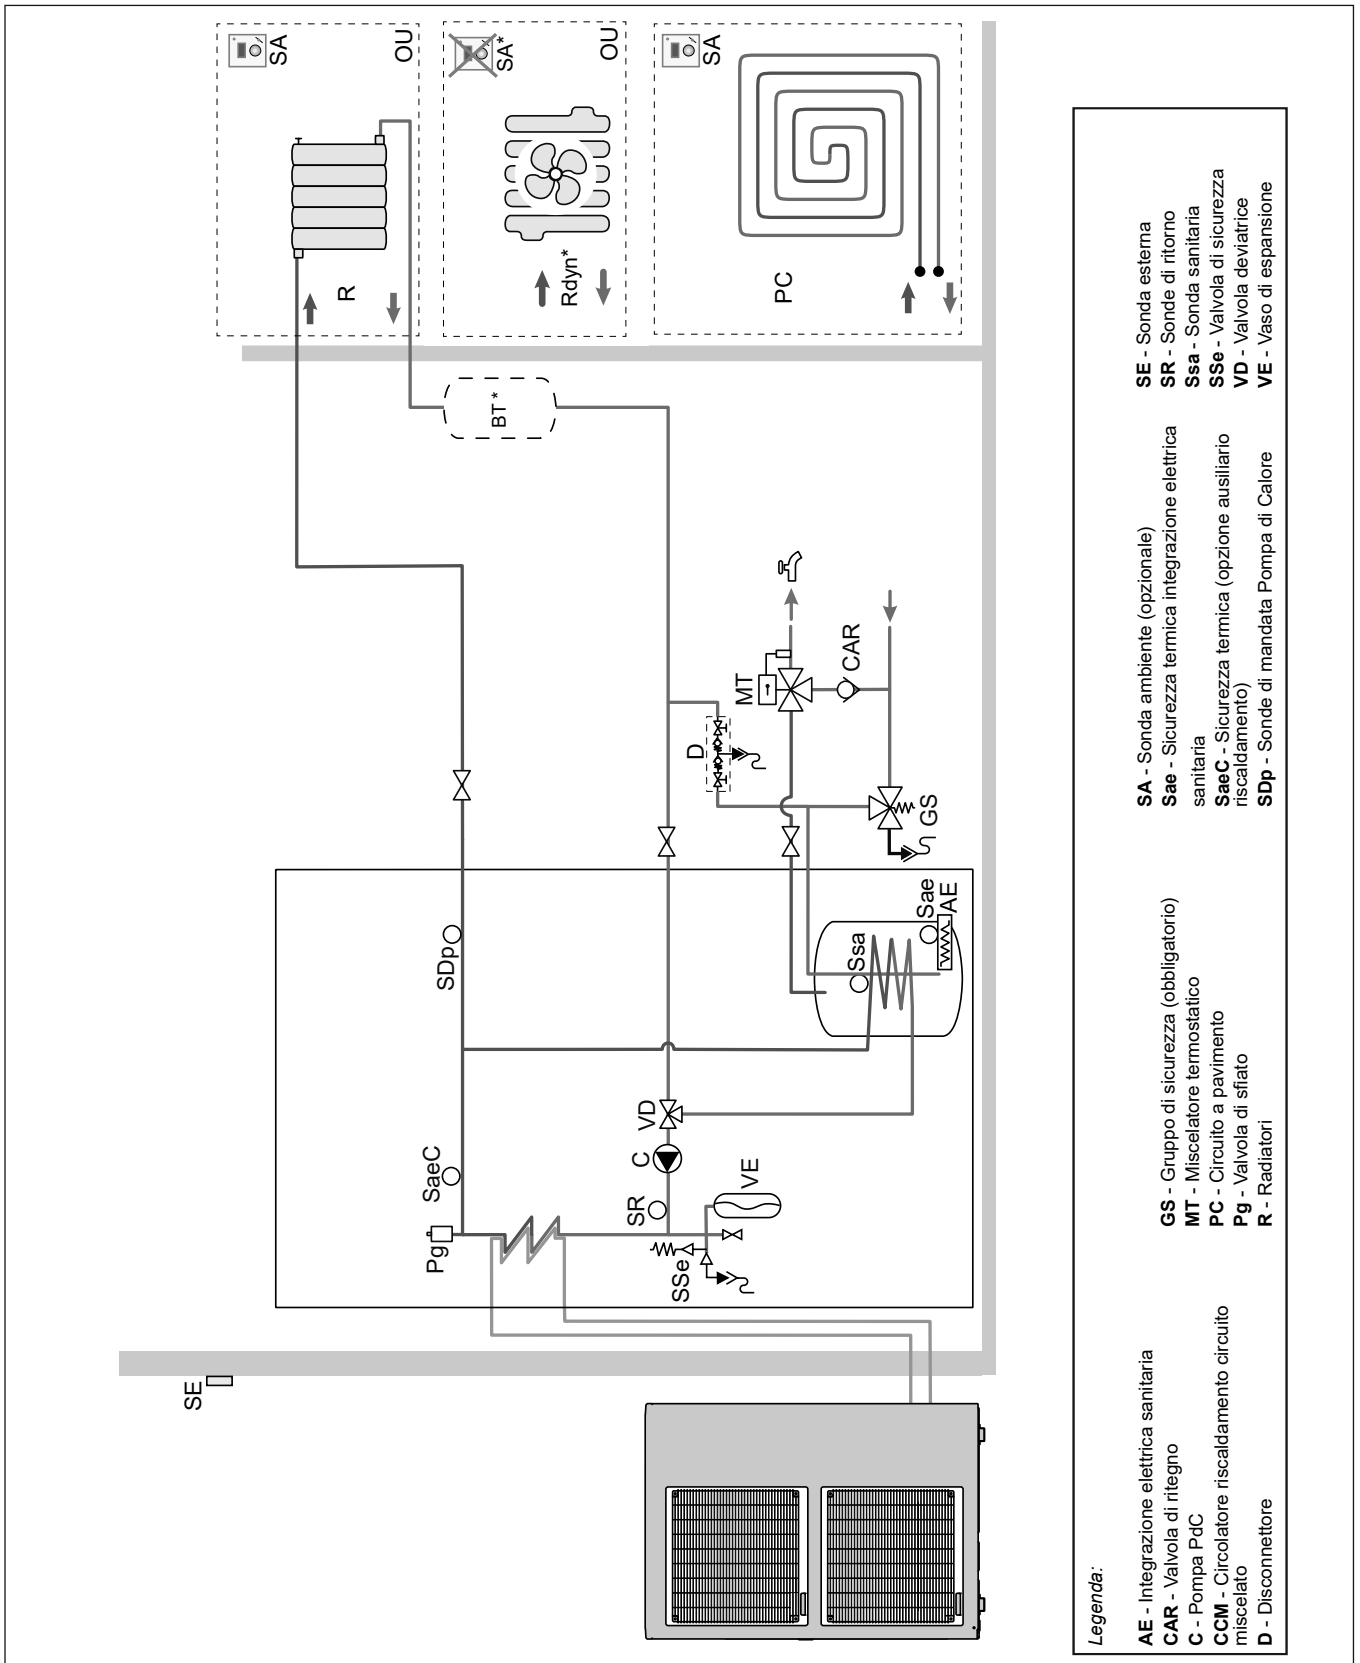 SA
R
OU
SA*
Rdyn*
OU
SA
PC
BT *
MT
CAR
D
GS
SDp
Sae
AE
Ssa
SaeC
VD
C
SR
VE
Pg
SSe
SE
Legenda:
AE - Integrazione elettrica sanitaria
CAR - Valvola di ritegno
C - Pompa PdC
CCM - Circolatore riscaldamento circuito
miscelato
D - Disconnettore
GS - Gruppo di sicurezza (obbligatorio)
MT - Miscelatore termostatico
PC - Circuito a pavimento
Pg - Valvola di sfiato
R - Radiatori
SA - Sonda ambiente (opzionale)
Sae - Sicurezza termica integrazione elettrica
sanitaria
SaeC - Sicurezza termica (opzione ausiliario
riscaldamento)
SDp - Sonde di mandata Pompa di Calore
SE - Sonda esterna
SR - Sonde di ritorno
Ssa - Sonda sanitaria
SSe - Valvola di sicurezza
VD - Valvola deviatrice
VE - Vaso di espansione